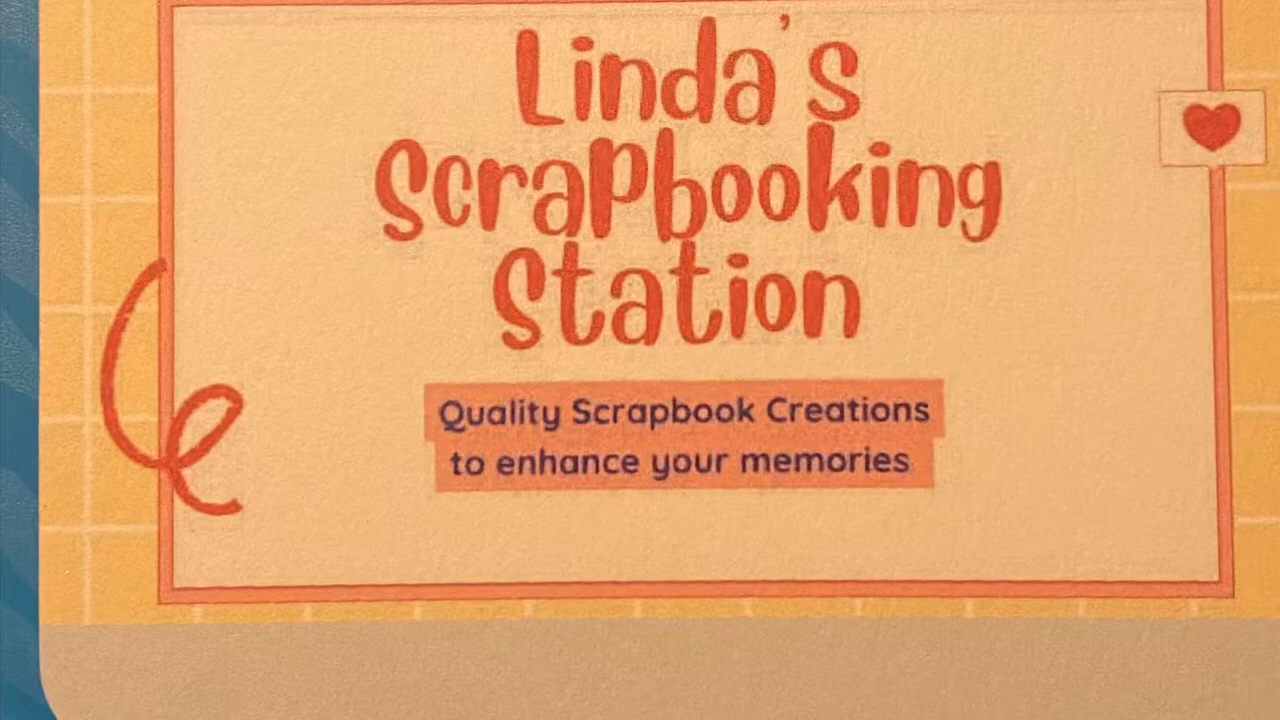 Linda's
Scrapbooking
Station
Quality Scrapbook Creations
to enhance your memories